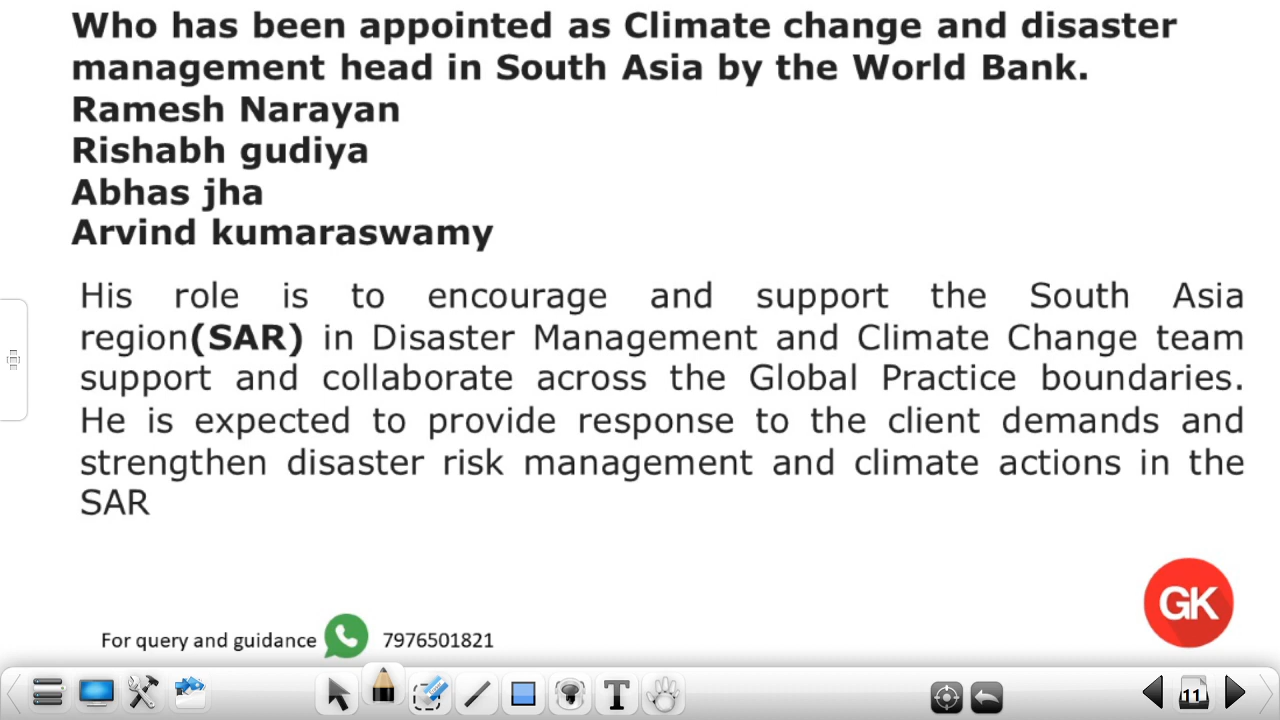 Who has been appointed as Climate change and disaster
management head in South Asia by the World Bank.
Ramesh Narayan
Rishabh gudiya
Abhas jha
Arvind kumaraswamy
His role is to encourage and support the South Asia
region(SAR) in Disaster Management and Climate Change team
support and collaborate across the Global Practice boundaries.
He is expected to provide response to the client demands and
strengthen disaster risk management and climate actions in the
SAR
GK
For query and guidance 7976501821
T
11